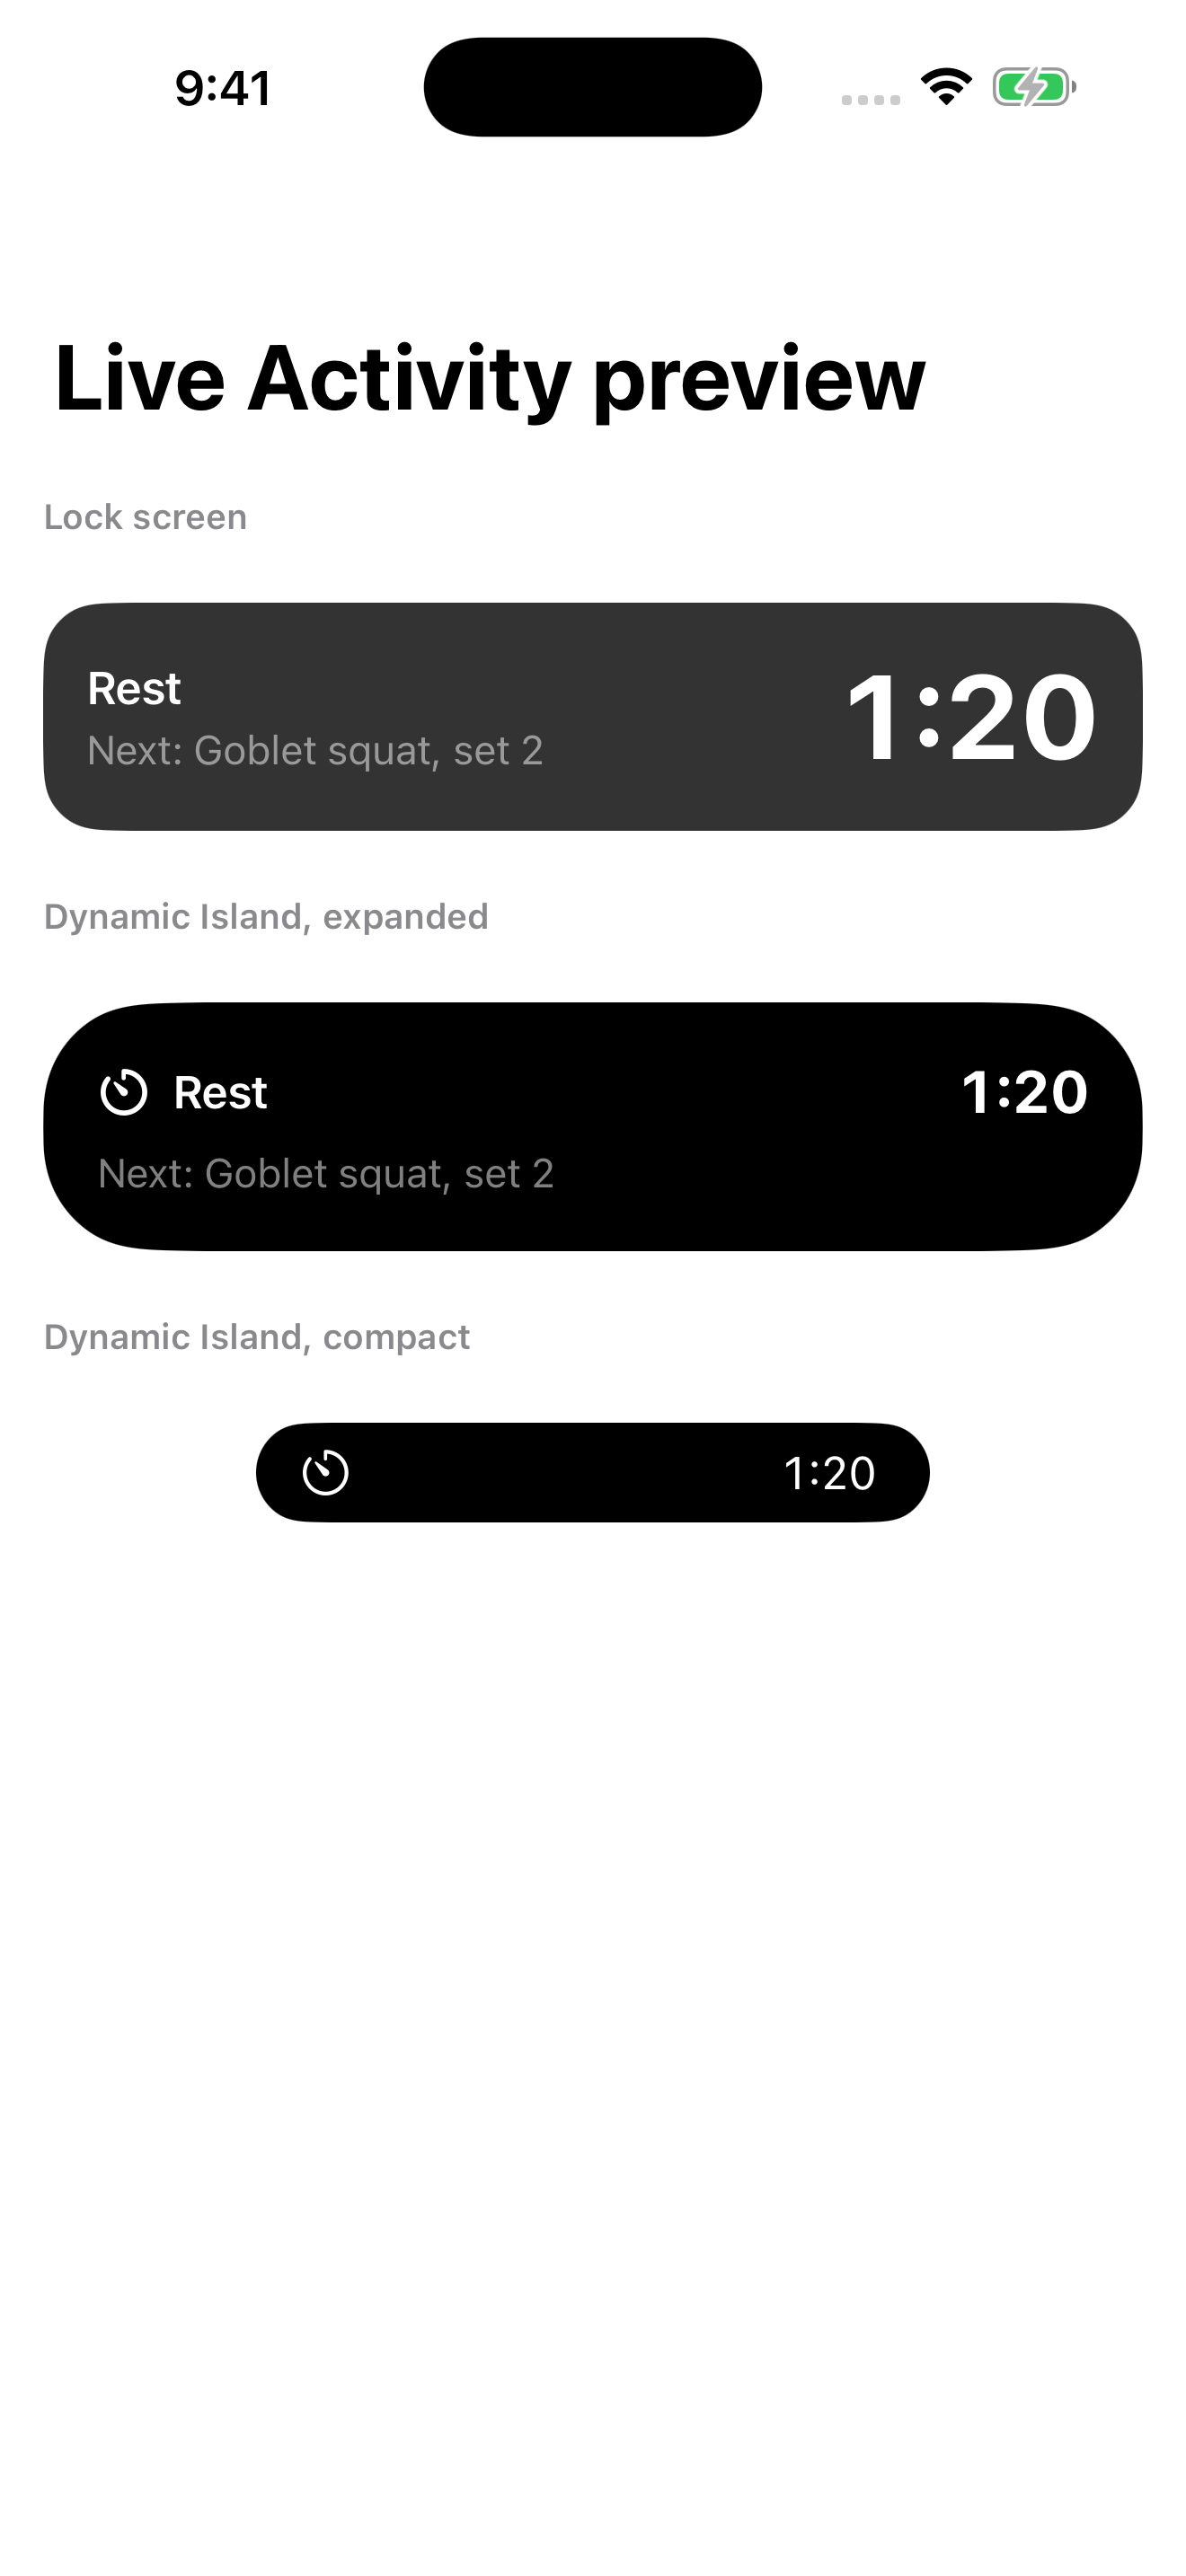 9:41
Live Activity preview
Lock screen
Rest
Next: Goblet squat, set 2
1:20
Dynamic Island, expanded
Rest
1:20
Next: Goblet squat, set 2
Dynamic Island, compact
1:20